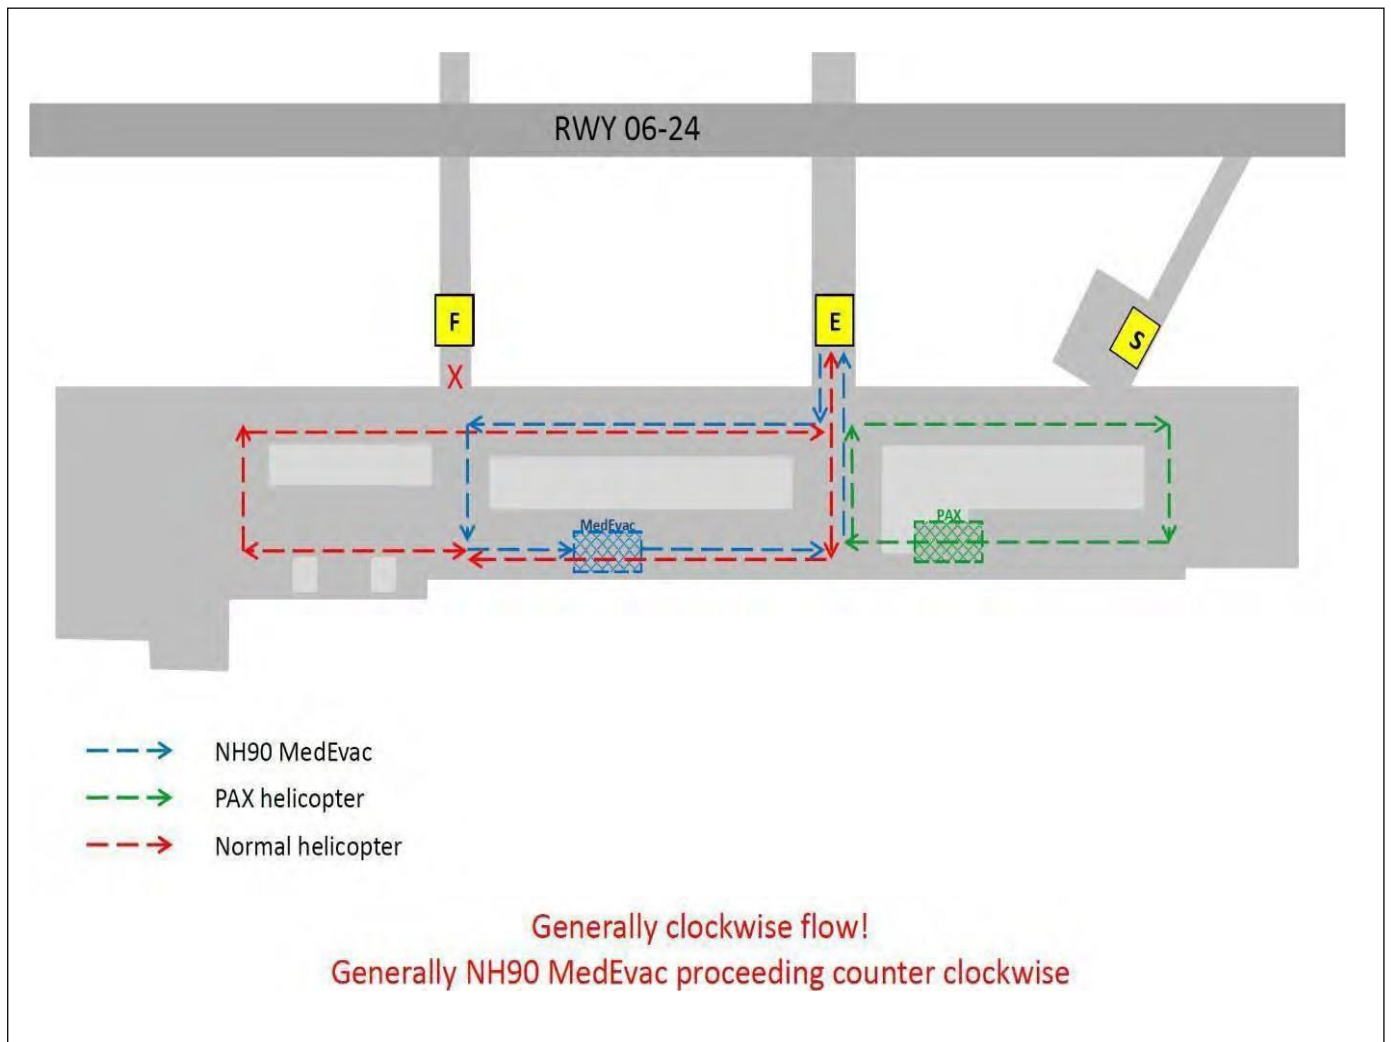 RWY 06-24
F
E
S
X
MedEvac
PAX
NH90 MedEvac
PAX helicopter
Normal helicopter
Generally clockwise flow!
Generally NH90 MedEvac proceeding counter clockwise